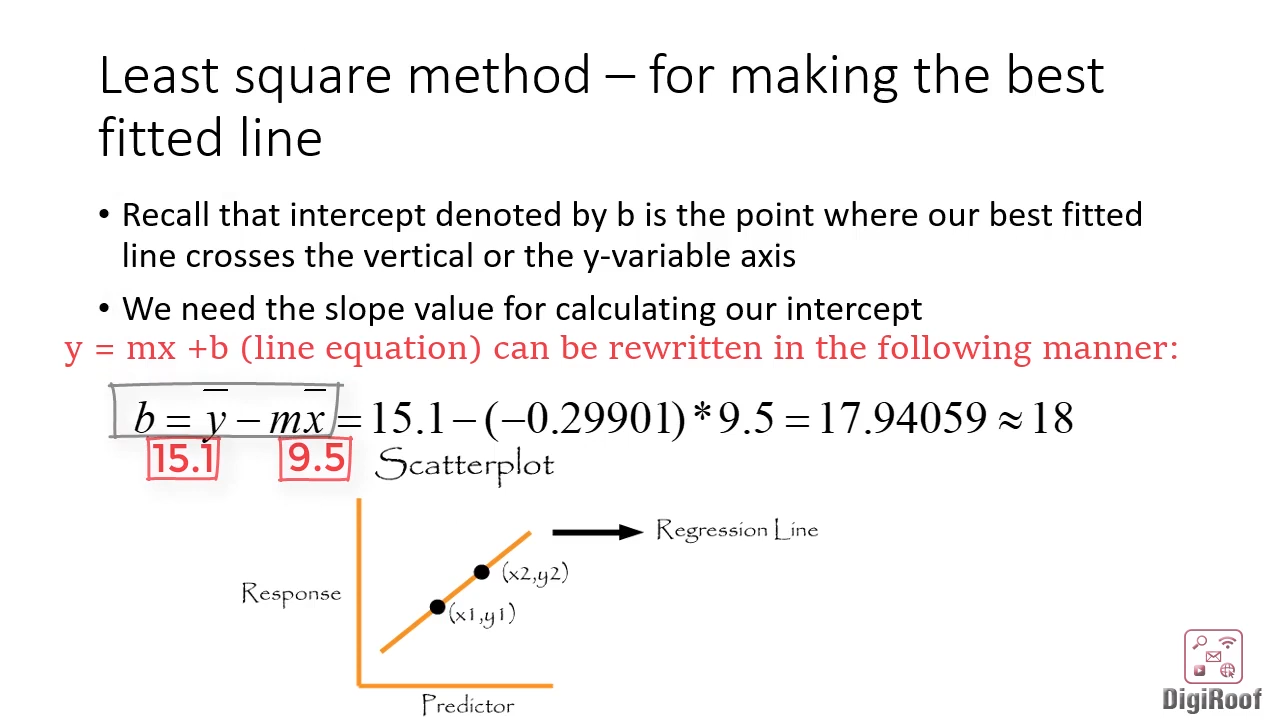 Least square method – for making the best
fitted line
• Recall that intercept denoted by b is the point where our best fitted
line crosses the vertical or the y-variable axis
• We need the slope value for calculating our intercept
y = mx +b (line equation) can be rewritten in the following manner:
b = y̅ − mx̅ = 15.1 − (−0.29901) * 9.5 = 17.94059 ≈ 18
15.1 9.5
Scatterplot
Regression Line
(x2,y2)
Response
(x1,y1)
Predictor
DigiRoof